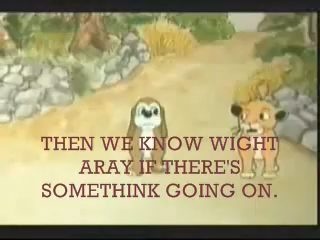 THEN WE KNOW WIGHT
ARAY IF THERE'S
SOMETHINK GOING ON.